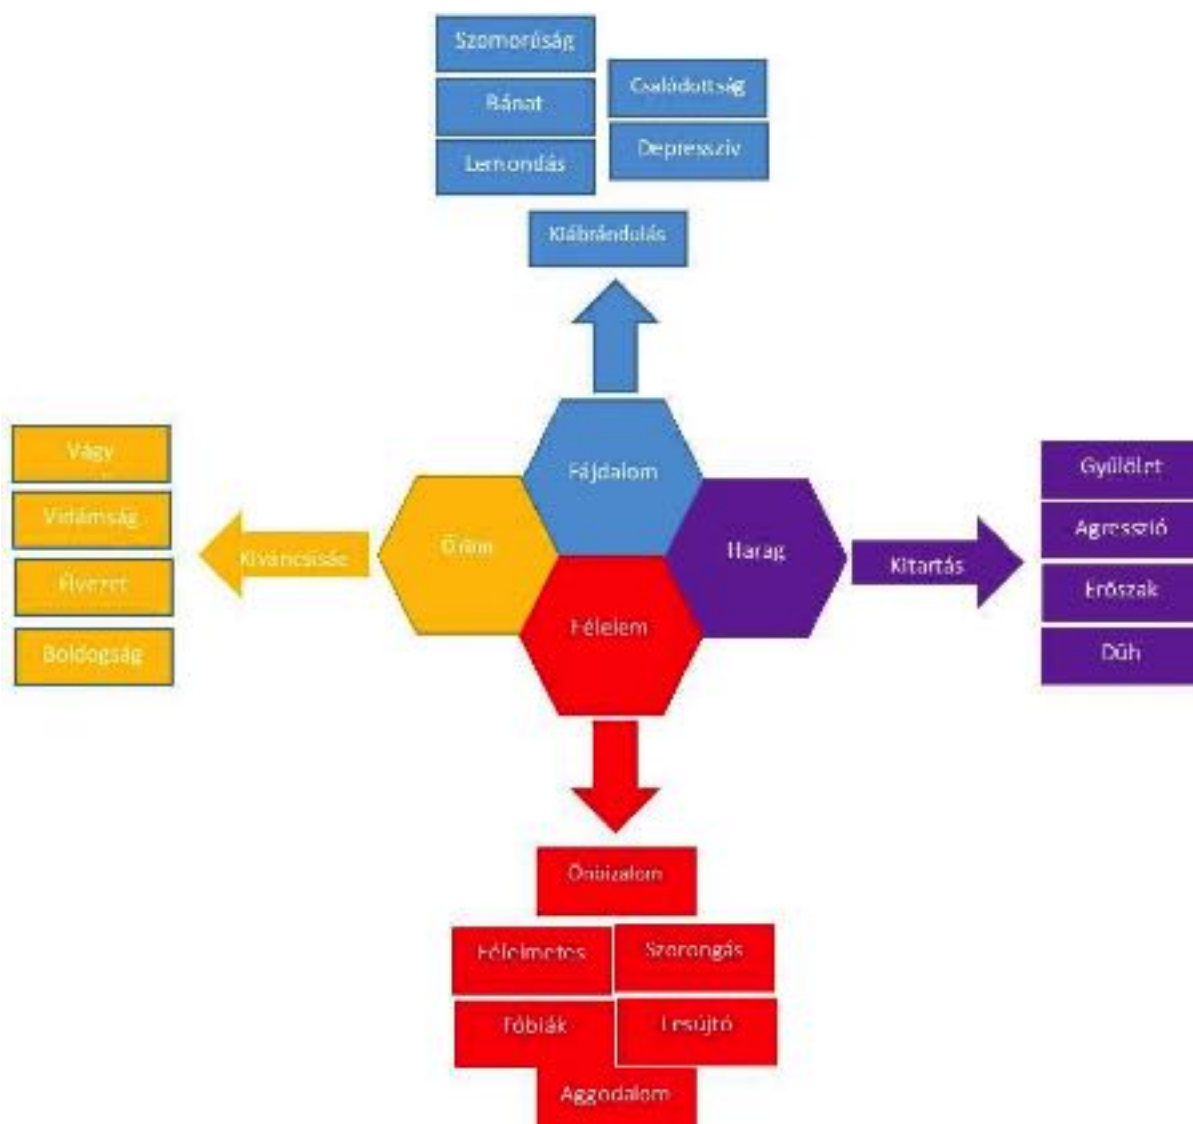 Szomorúság
Bánat
Lemondás
Csalódottság
Depresszív
Kiábrándulás
Fájdalom
Vágy
Vidámság
Élvezet
Boldogság
Kíváncsiság
Öröm
Harag
Félelem
Kitartás
Gyűlölet
Agresszió
Erőszak
Düh
Önbizalom
Félelmetes
Szorongás
Fóbiák
Lesújtó
Aggodalom